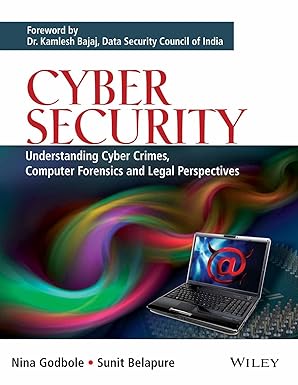 Foreword by
Dr. Kamlesh Bajaj, Data Security Council of India
CYBER
SECURITY
Understanding Cyber Crimes,
Computer Forensics and Legal Perspectives
@
Nina Godbole • Sunit Belapure
WILEY